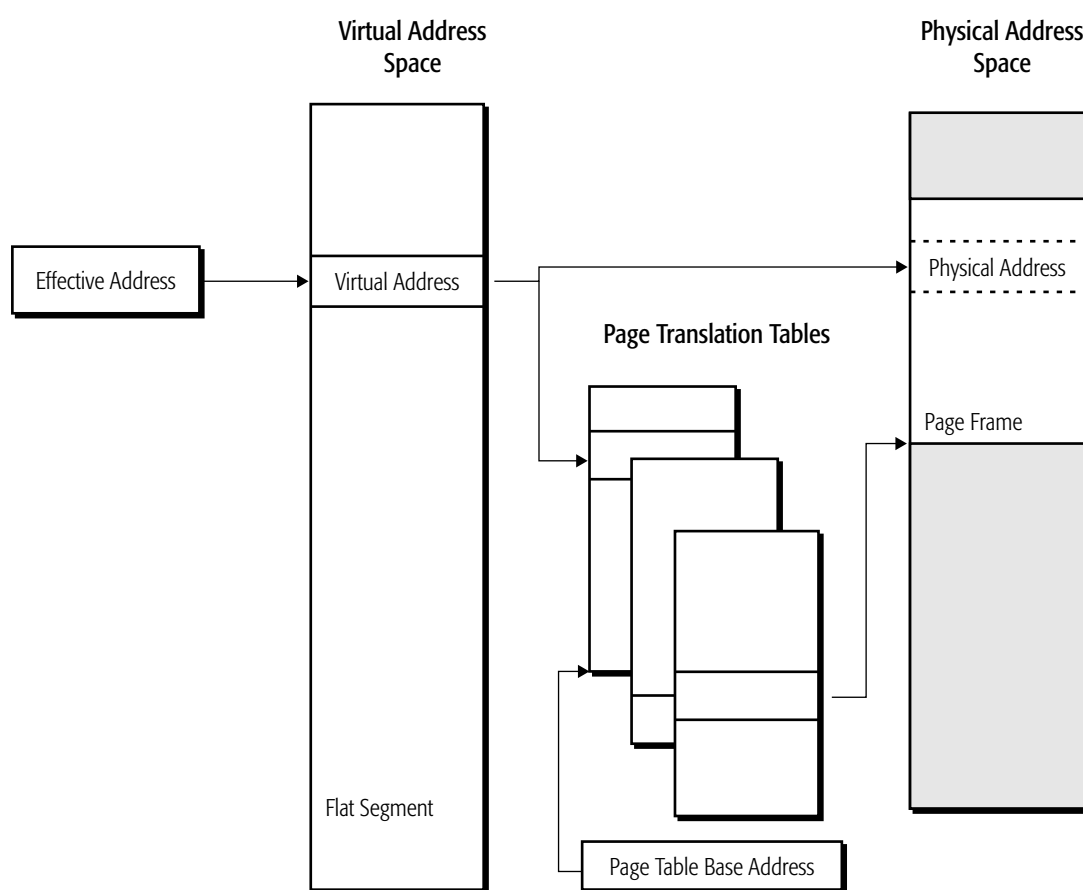 Virtual Address
Space
Physical Address
Space
Effective Address
Virtual Address
Physical Address
Page Translation Tables
Page Frame
Flat Segment
Page Table Base Address